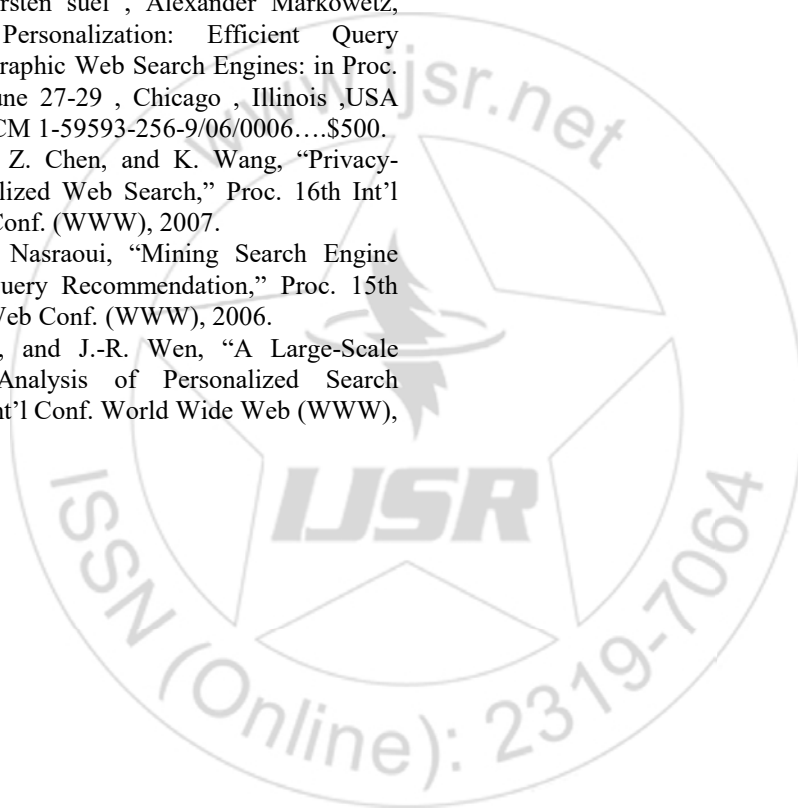 rsten suel , Alexander Markowetz,
Personalization: Efficient Query
raphic Web Search Engines: in Proc.
une 27-29 , Chicago , Illinois ,USA
CM 1-59593-256-9/06/0006….$500.
Z. Chen, and K. Wang, “Privacy-
lized Web Search,” Proc. 16th Int’l
Conf. (WWW), 2007.
Nasraoui, “Mining Search Engine
uery Recommendation,” Proc. 15th
Web Conf. (WWW), 2006.
, and J.-R. Wen, “A Large-Scale
Analysis of Personalized Search
nt’l Conf. World Wide Web (WWW),
www.ijsr.net
IJSR
ISSN (Online): 2319-7064